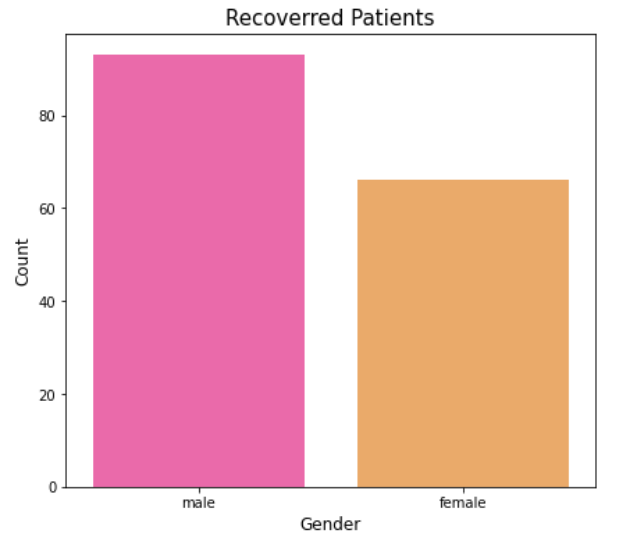 Recoverred Patients
Count
80
60
40
20
0
male
female
Gender